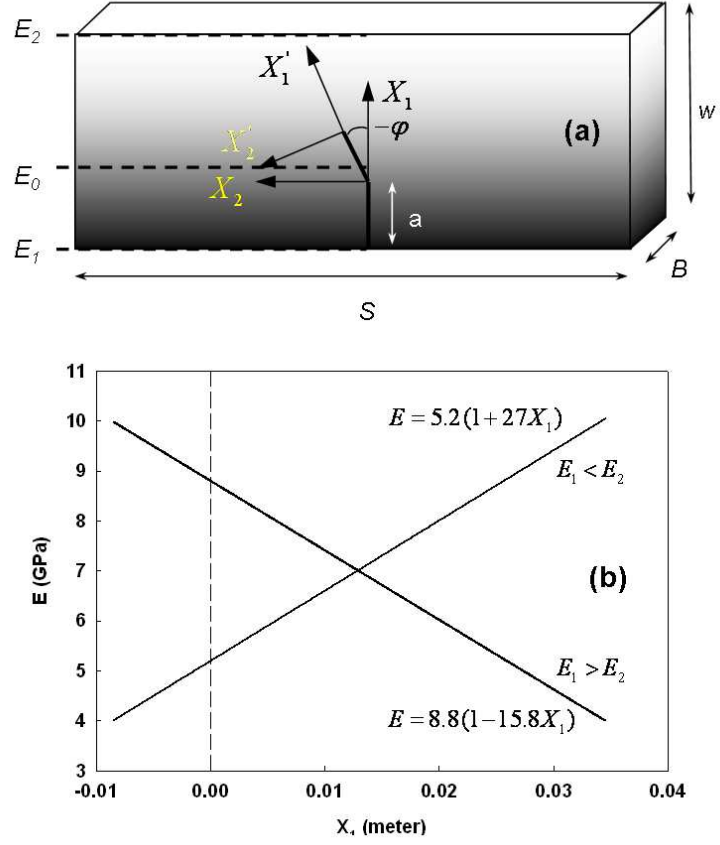 E₂
X₁'
X₁
w
−φ
(a)
X₂'
E₀
X₂
a
E₁
B
S
11
10
E = 5.2(1+27X₁)
9
E₁ < E₂
8
E (GPa)
7
(b)
6
5
E₁ > E₂
4
E = 8.8(1−15.8X₁)
3
-0.01 0.00 0.01 0.02 0.03 0.04
X₁ (meter)